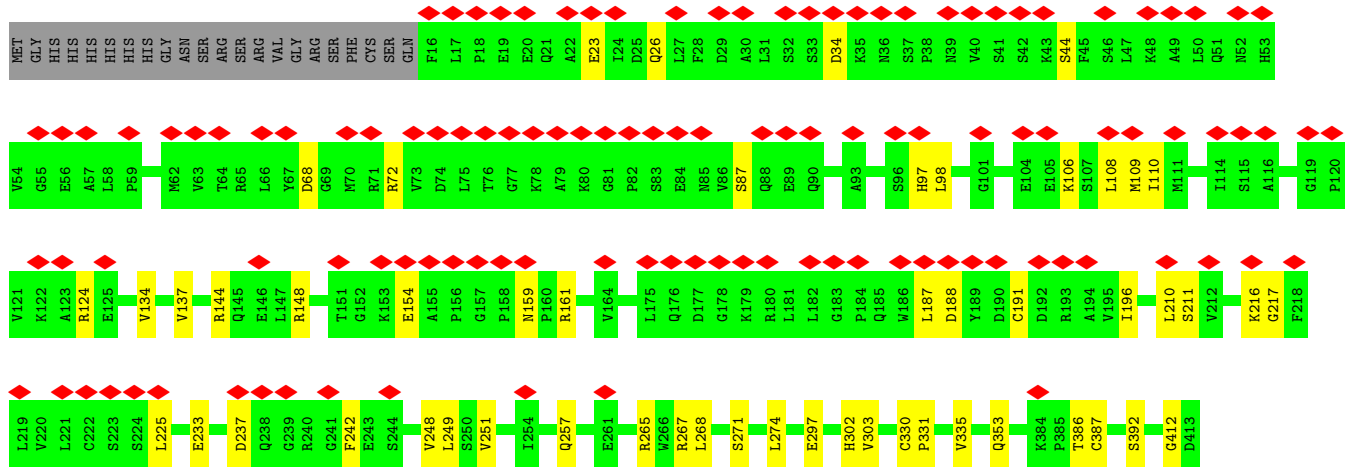 MET GLY HIS HIS HIS HIS HIS HIS GLY ASN SER ARG SER ARG VAL GLY ARG SER PHE CYS SER GLN F16 L17 P18 E19 E20 Q21 A22 E23 I24 D25 Q26 L27 F28 D29 A30 L31 S32 S33 D34 K35 N36 S37 P38 N39 V40 S41 S42 K43 S44 F45 S46 L47 K48 A49 L50 Q51 N52 H53
V54 G55 E56 A57 L58 P59 M62 V63 T64 R65 L66 Y67 D68 G69 M70 R71 R72 V73 D74 L75 T76 G77 K78 A79 K80 G81 P82 S83 E84 N85 V86 S87 Q88 E89 Q90 A93 S96 H97 L98 G101 E104 E105 K106 S107 L108 M109 I110 M111 I114 S115 A116 G119 P120
V121 K122 A123 R124 E125 V134 V137 R144 Q145 E146 L147 R148 T151 G152 K153 E154 A155 P156 G157 P158 N159 P160 R161 V164 L175 Q176 D177 G178 K179 R180 L181 L182 G183 P184 Q185 W186 L187 D188 Y189 D190 C191 D192 R193 A194 V195 I196 L210 S211 V212 K216 G217 F218
L219 V220 L221 C222 S223 S224 L225 E233 D237 Q238 G239 R240 G241 F242 E243 S244 V248 L249 S250 V251 I254 Q257 E261 R265 W266 R267 L268 S271 L274 E297 H302 V303 C330 P331 V335 Q353 K384 P385 T386 C387 S392 G412 D413